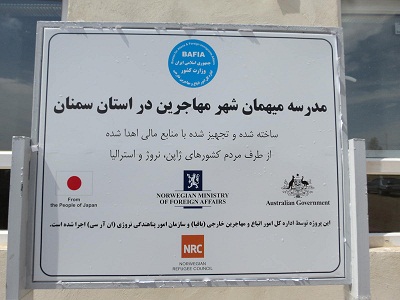 BAFIA
جمهوری اسلامی ایران
وزارت کشور
مدرسه میهمان شهر مهاجرین در استان سمنان
ساخته شده و تجهیز شده با منابع مالی اهدا شده
از طرف مردم کشورهای ژاپن، نروژ و استرالیا
From
the People of Japan
NORWEGIAN MINISTRY
OF FOREIGN AFFAIRS
Australian Government
این پروژه توسط اداره کل امور اتباع و مهاجرین خارجی (بافیا) و سازمان امور پناهندگی نروژی (ان آر سی) اجرا شده است.
NRC
NORWEGIAN
REFUGEE COUNCIL